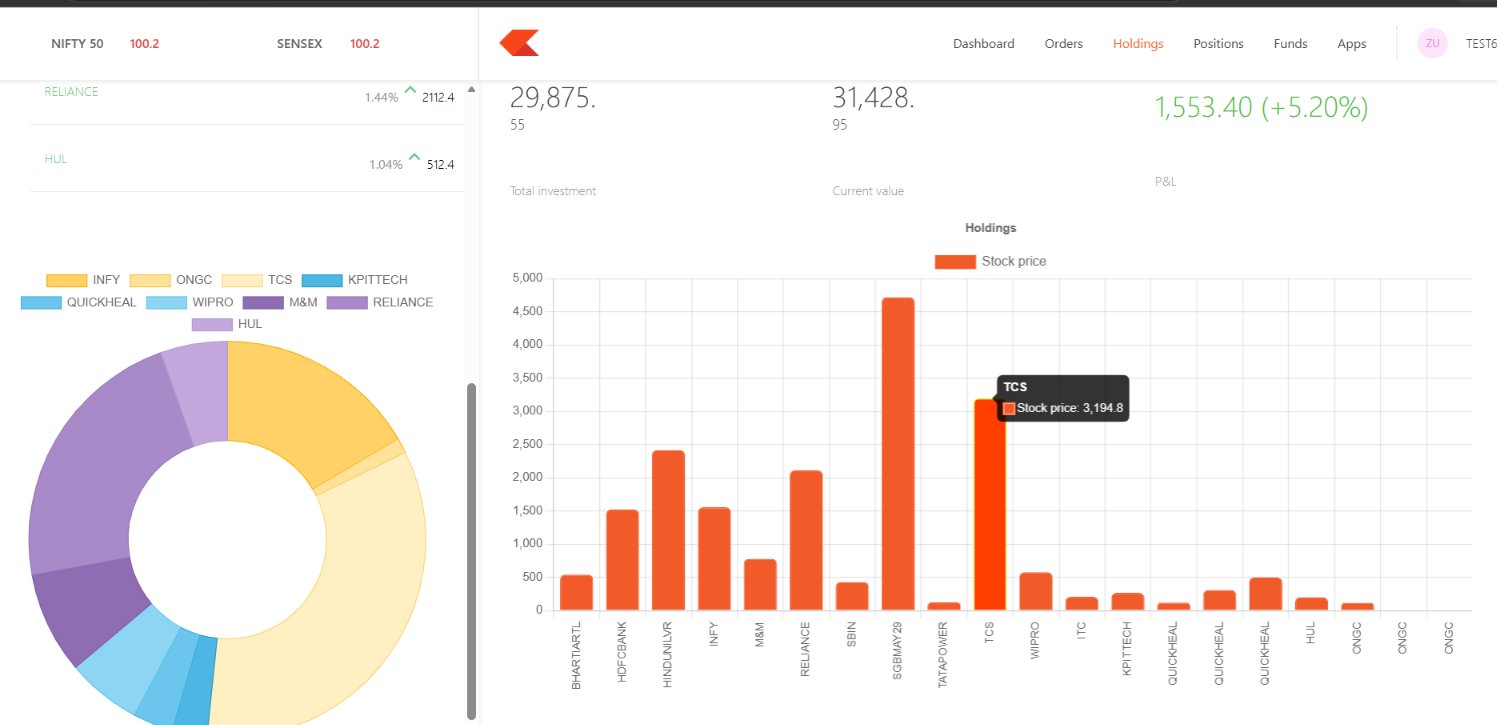 NIFTY 50 100.2 SENSEX 100.2
Dashboard Orders Holdings Positions Funds Apps ZU TEST6
RELIANCE 1.44% 2112.4
HUL 1.04% 512.4
INFY ONGC TCS KPITTECH
QUICKHEAL WIPRO M&M RELIANCE
HUL
29,875.
55
Total investment
31,428.
95
Current value
1,553.40 (+5.20%)
P&L
Holdings
Stock price
5,000
4,500
4,000
3,500
3,000
2,500
2,000
1,500
1,000
500
0
TCS
Stock price: 3,194.8
BHARTIARTL
HDFCBANK
HINDUNILVR
INFY
M&M
RELIANCE
SBIN
SGBMAY29
TATAPOWER
TCS
WIPRO
ITC
KPITTECH
QUICKHEAL
QUICKHEAL
QUICKHEAL
HUL
ONGC
ONGC
ONGC